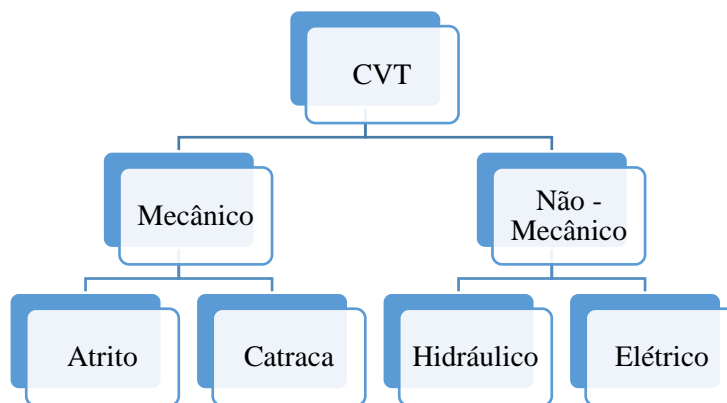 CVT
Mecânico
Não -
Mecânico
Atrito
Catraca
Hidráulico
Elétrico